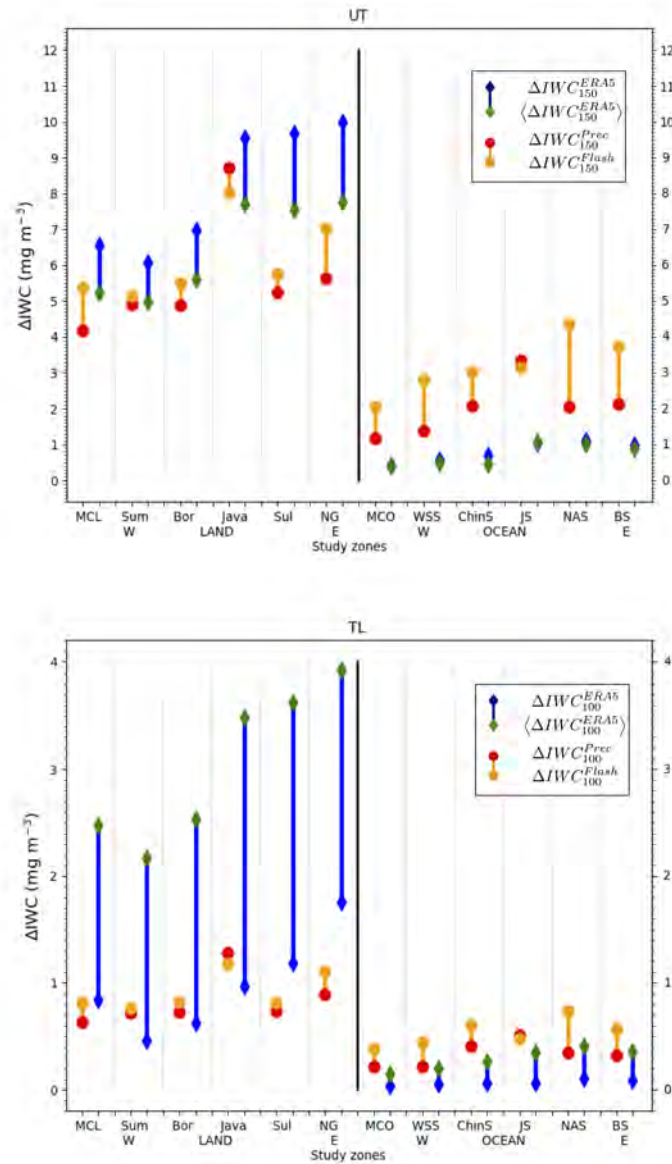 UT
12 12
11 11
10 10
9 9
8 8
7 7
6 6
5 5
4 4
3 3
2 2
1 1
0 0
ΔIWC (mg m⁻³)
ΔIWC₁₅₀^ERA5
⟨ΔIWC₁₅₀^ERA5⟩
ΔIWC₁₅₀^Prec
ΔIWC₁₅₀^Flash
MCL Sum Bor Java Sul NG MCO WSS ChinS JS NAS BS
W LAND E W OCEAN E
Study zones
TL
4 4
3 3
2 2
1 1
0 0
ΔIWC (mg m⁻³)
ΔIWC₁₀₀^ERA5
⟨ΔIWC₁₀₀^ERA5⟩
ΔIWC₁₀₀^Prec
ΔIWC₁₀₀^Flash
MCL Sum Bor Java Sul NG MCO WSS ChinS JS NAS BS
W LAND E W OCEAN E
Study zones